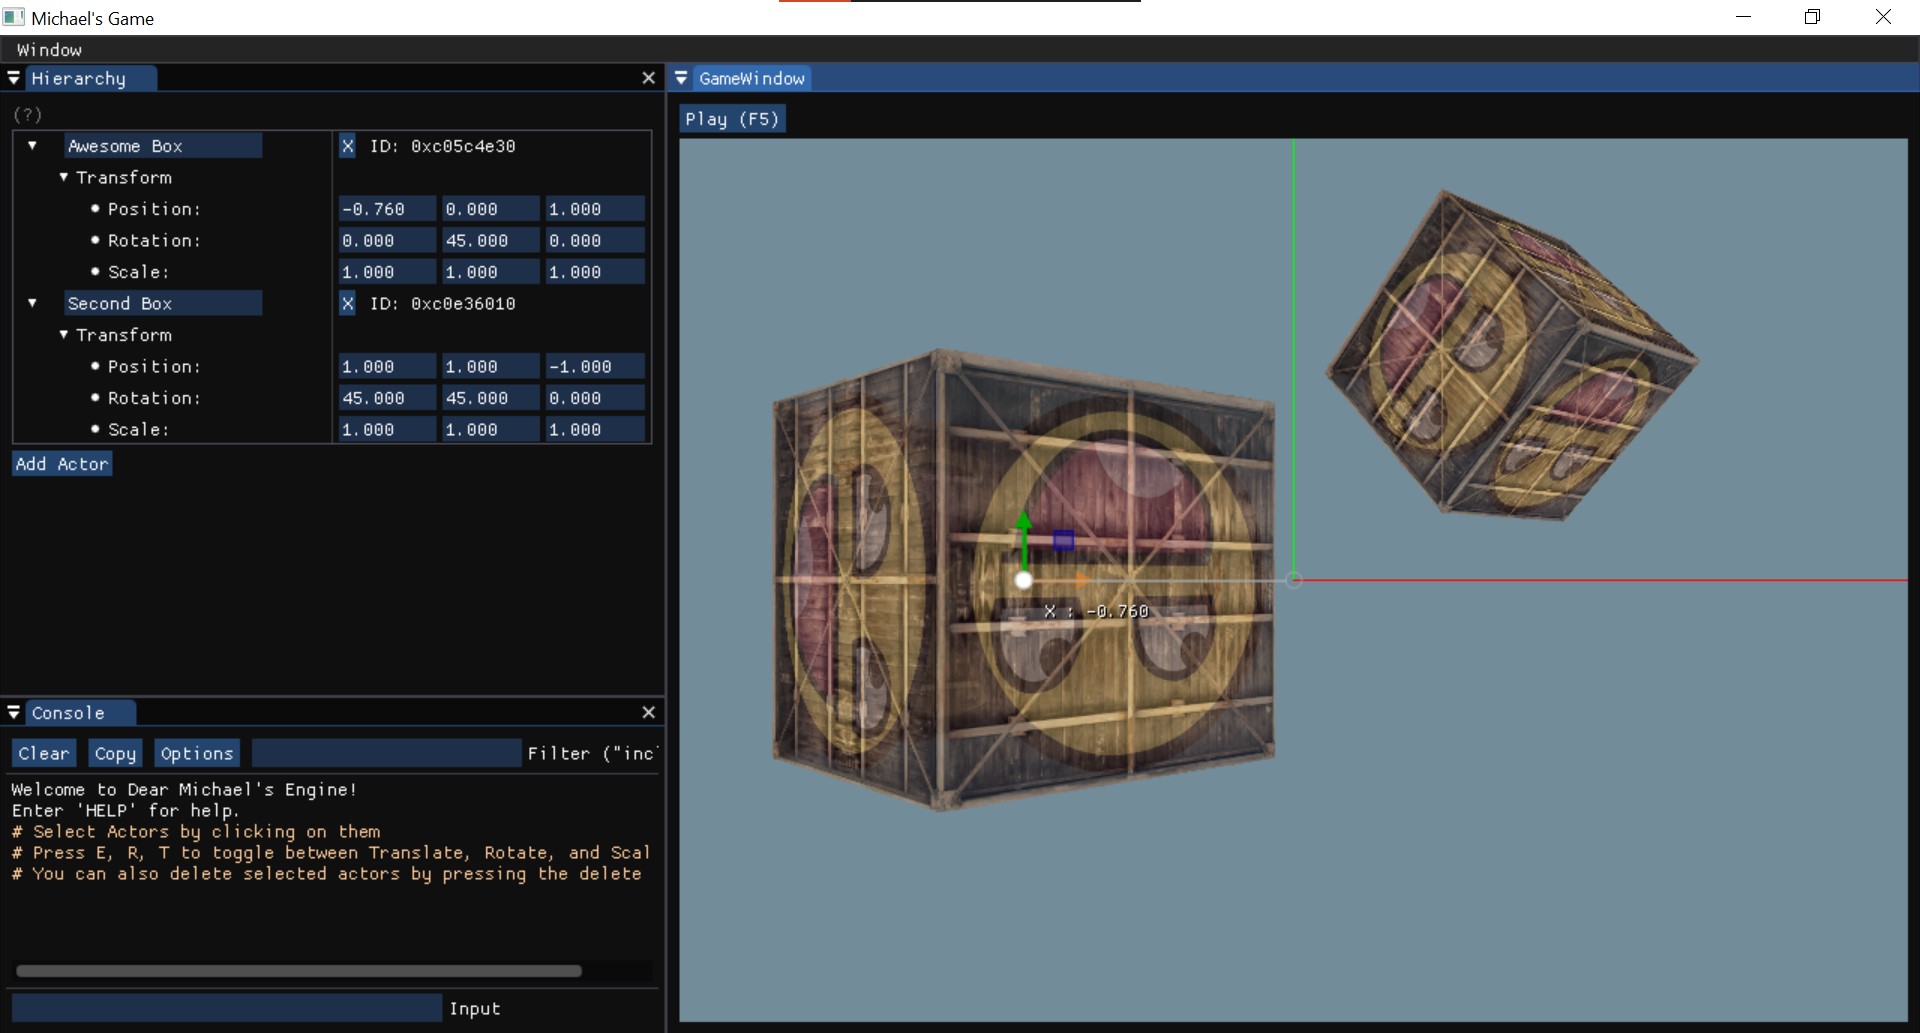 Michael's Game
Window
Hierarchy
(?)
Awesome Box X ID: 0xc05c4e30
Transform
Position: -0.760 0.000 1.000
Rotation: 0.000 45.000 0.000
Scale: 1.000 1.000 1.000
Second Box X ID: 0xc0e36010
Transform
Position: 1.000 1.000 -1.000
Rotation: 45.000 45.000 0.000
Scale: 1.000 1.000 1.000
Add Actor
Console
Clear Copy Options Filter ("inc
Welcome to Dear Michael's Engine!
Enter 'HELP' for help.
# Select Actors by clicking on them
# Press E, R, T to toggle between Translate, Rotate, and Scal
# You can also delete selected actors by pressing the delete
Input
GameWindow
Play (F5)
X : -0.760